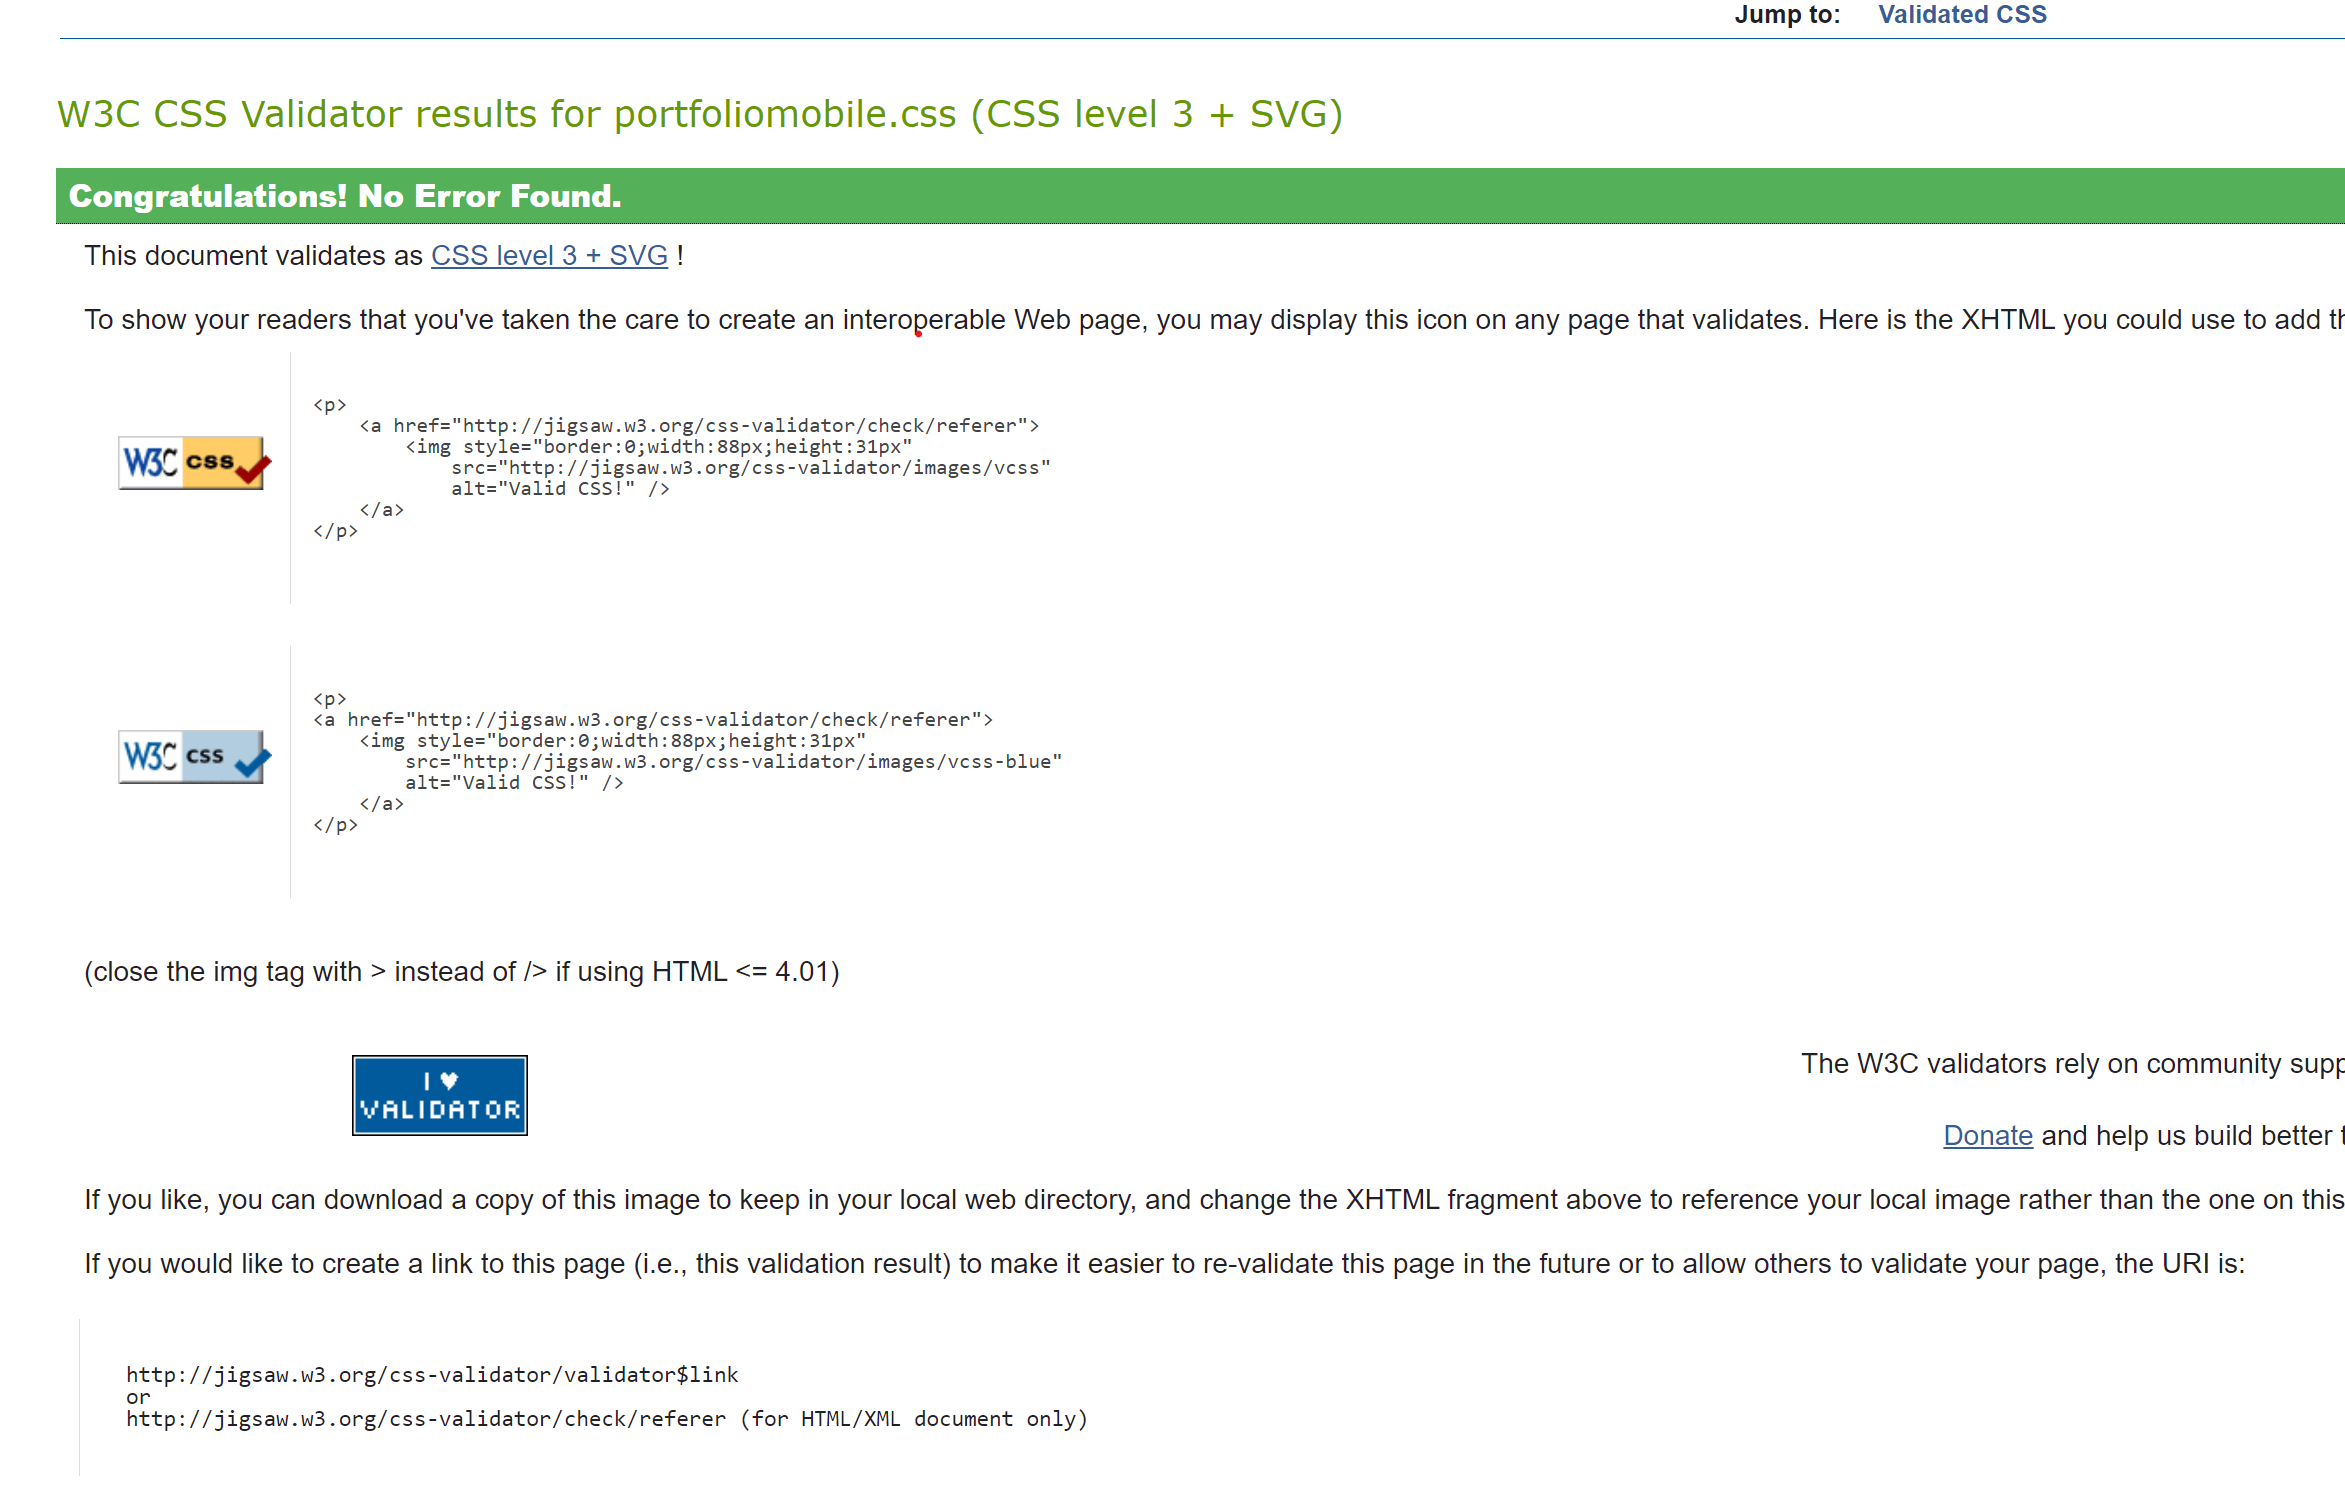 Jump to: Validated CSS
W3C CSS Validator results for portfoliomobile.css (CSS level 3 + SVG)
Congratulations! No Error Found.
This document validates as CSS level 3 + SVG !
To show your readers that you've taken the care to create an interoperable Web page, you may display this icon on any page that validates. Here is the XHTML you could use to add
<p>
<a href="http://jigsaw.w3.org/css-validator/check/referer">
<img style="border:0;width:88px;height:31px"
W3C css
src="http://jigsaw.w3.org/css-validator/images/vcss"
alt="Valid CSS!" />
</a>
</p>
<p>
<a href="http://jigsaw.w3.org/css-validator/check/referer">
<img style="border:0;width:88px;height:31px"
W3C css
src="http://jigsaw.w3.org/css-validator/images/vcss-blue"
alt="Valid CSS!" />
</a>
</p>
(close the img tag with > instead of /> if using HTML <= 4.01)
I ♥
VALIDATOR
The W3C validators rely on community
Donate and help us build better
If you like, you can download a copy of this image to keep in your local web directory, and change the XHTML fragment above to reference your local image rather than the one on this
If you would like to create a link to this page (i.e., this validation result) to make it easier to re-validate this page in the future or to allow others to validate your page, the URI is:
http://jigsaw.w3.org/css-validator/validator$link
or
http://jigsaw.w3.org/css-validator/check/referer (for HTML/XML document only)